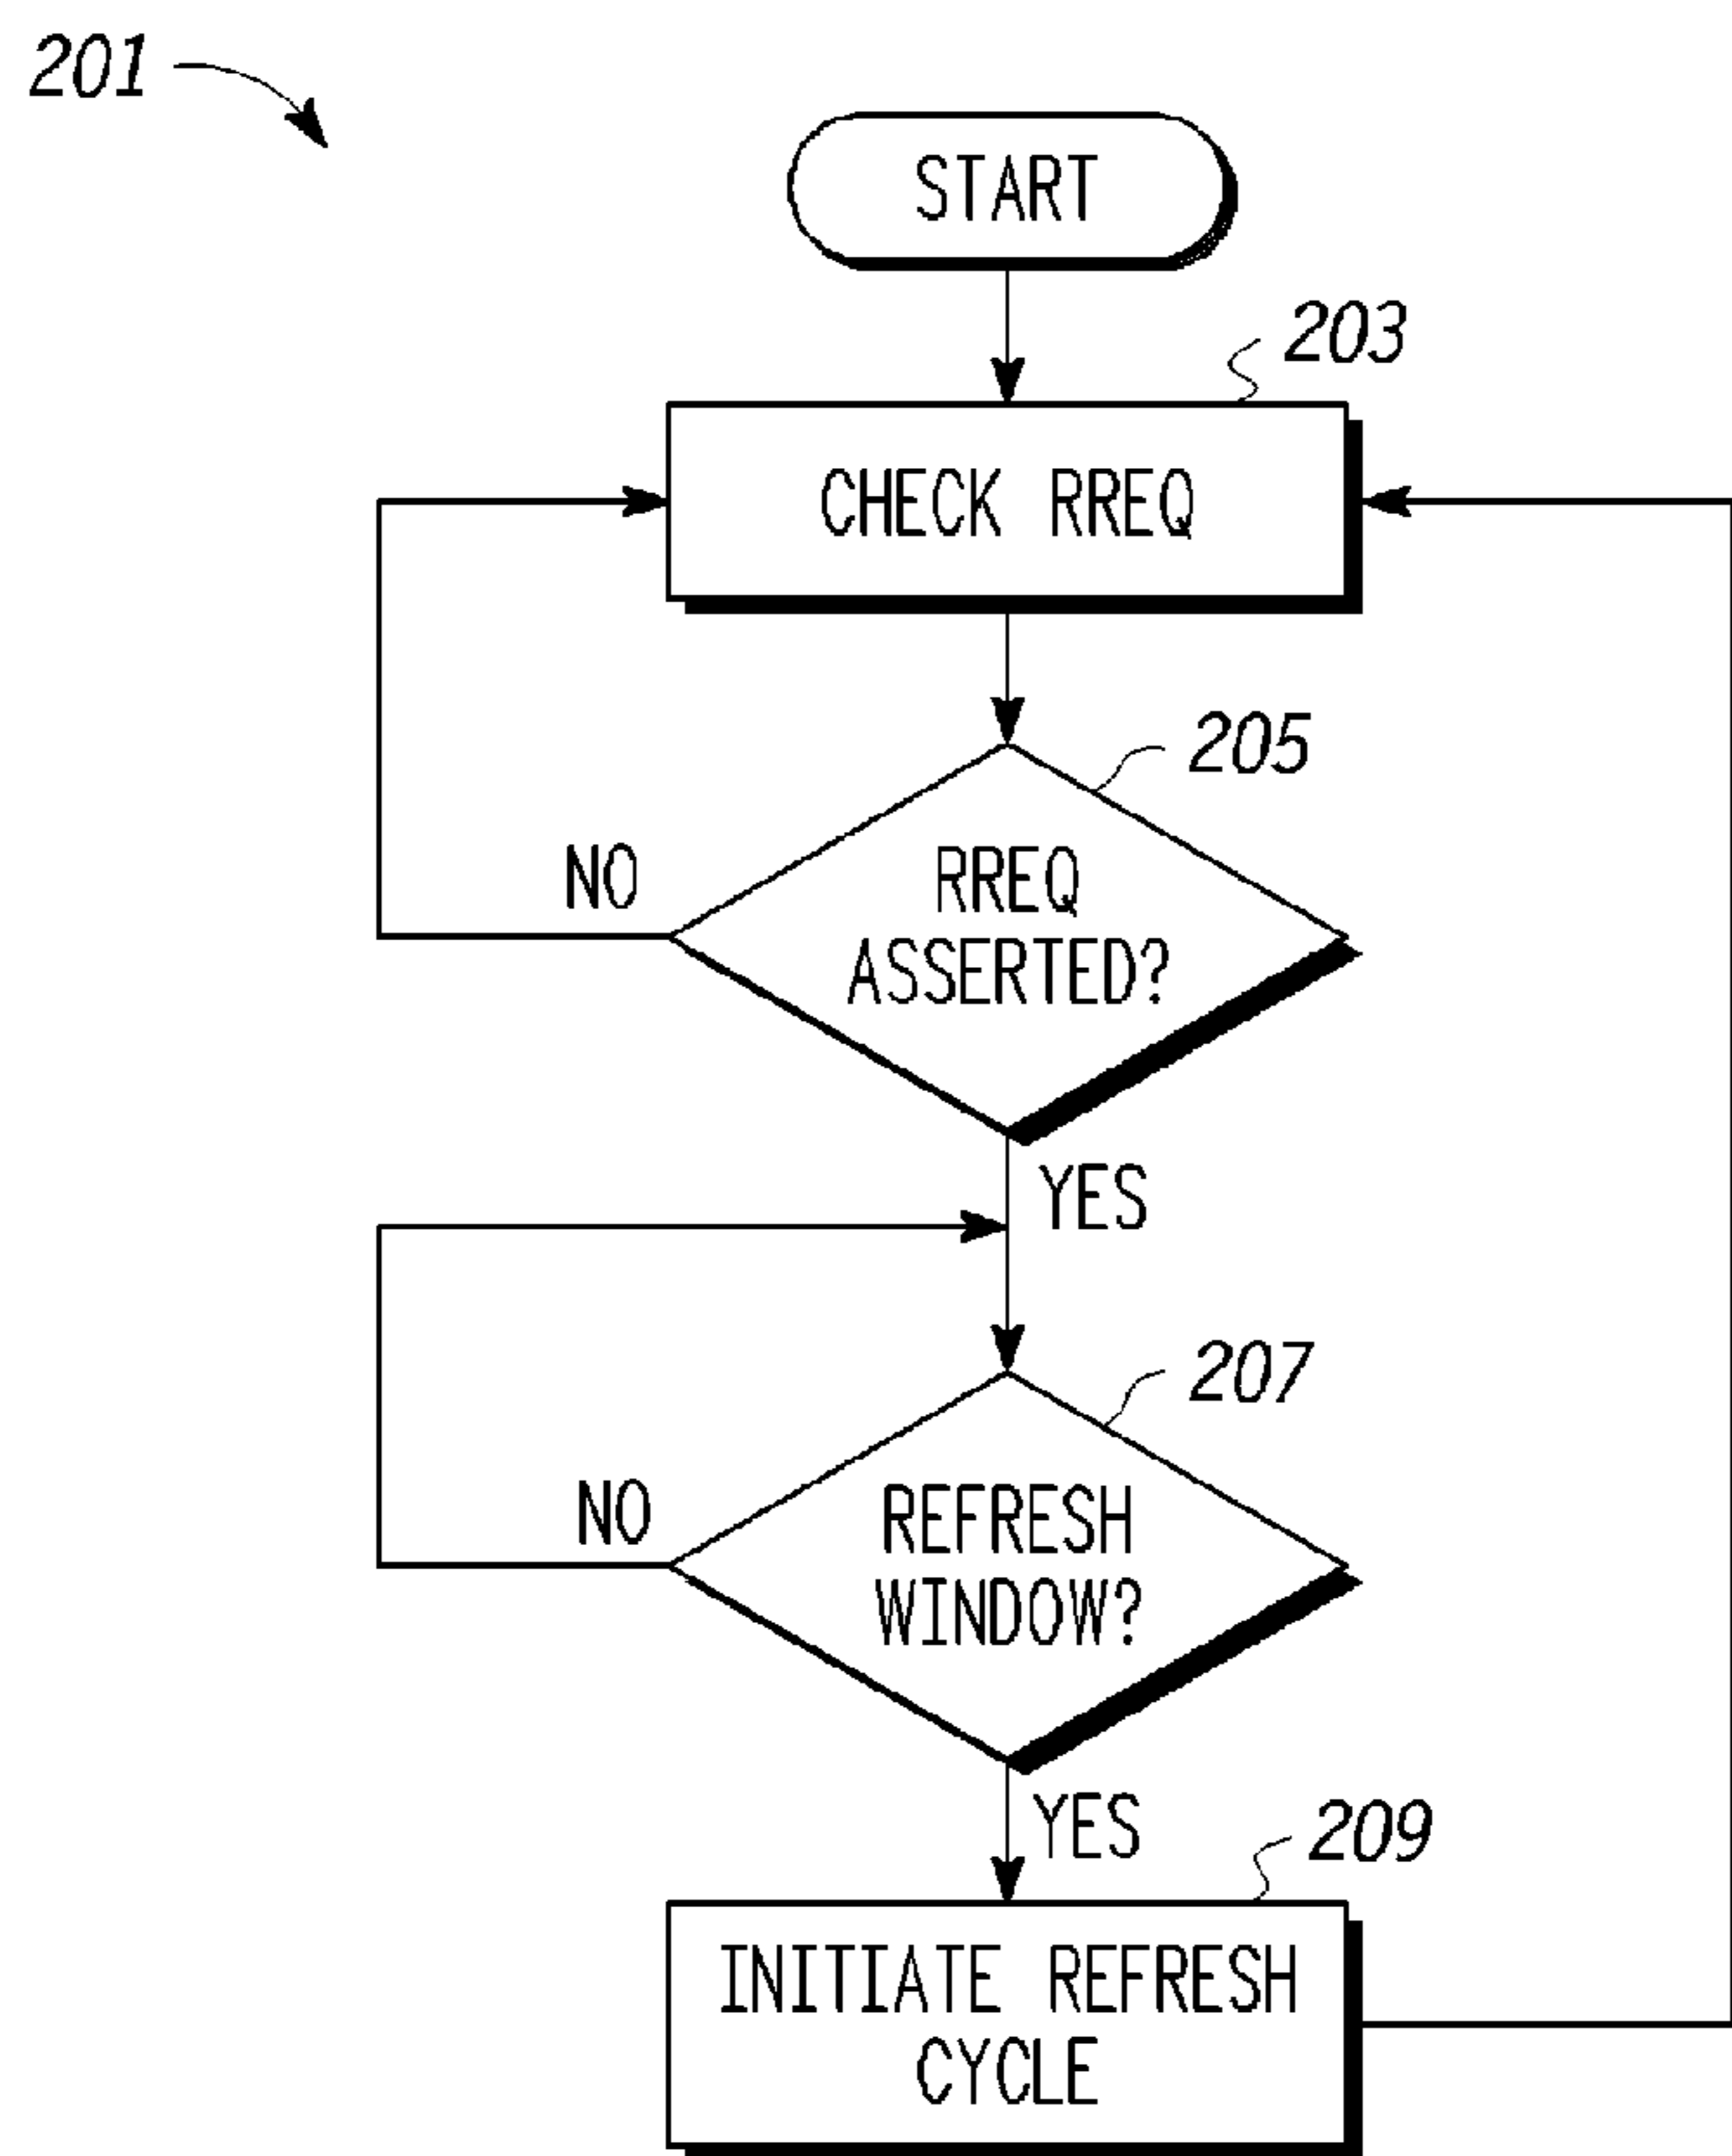 201
START
203
CHECK RREQ
205
NO
RREQ
ASSERTED?
YES
207
NO
REFRESH
WINDOW?
YES
209
INITIATE REFRESH
CYCLE